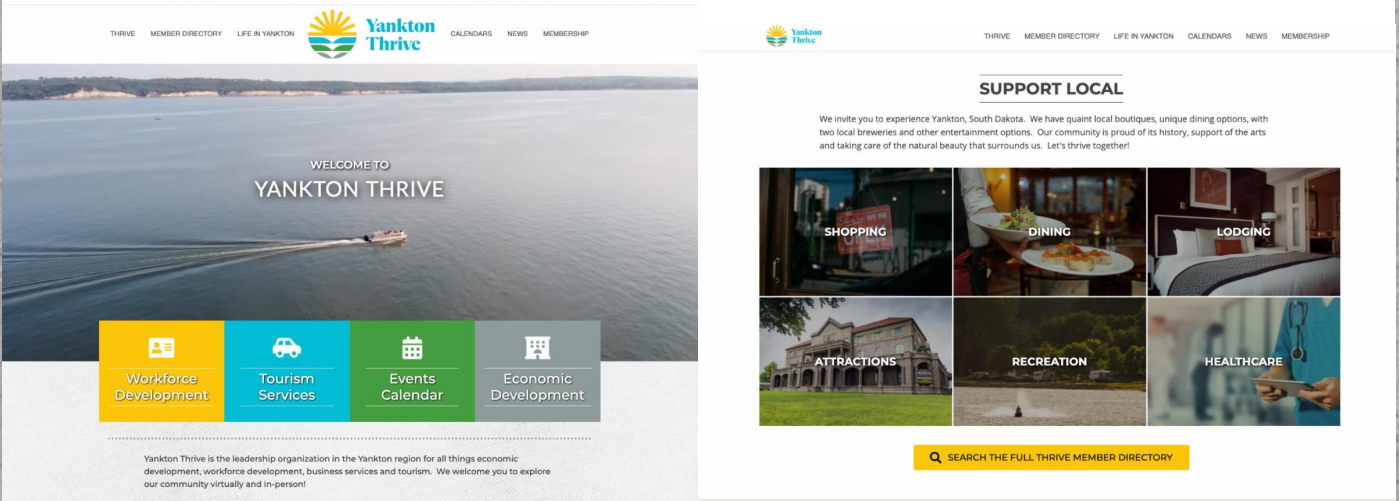 THRIVE MEMBER DIRECTORY LIFE IN YANKTON
Yankton
Thrive
CALENDARS NEWS MEMBERSHIP
WELCOME TO
YANKTON THRIVE
Workforce
Development
Tourism
Services
Events
Calendar
Economic
Development
Yankton Thrive is the leadership organization in the Yankton region for all things economic
development, workforce development, business services and tourism. We welcome you to explore
our community virtually and in-person!
Yankton
Thrive
THRIVE MEMBER DIRECTORY LIFE IN YANKTON CALENDARS NEWS MEMBERSHIP
SUPPORT LOCAL
We invite you to experience Yankton, South Dakota. We have quaint local boutiques, unique dining options, with
two local breweries and other entertainment options. Our community is proud of its history, support of the arts
and taking care of the natural beauty that surrounds us. Let's thrive together!
SHOPPING
DINING
LODGING
ATTRACTIONS
RECREATION
HEALTHCARE
SEARCH THE FULL THRIVE MEMBER DIRECTORY